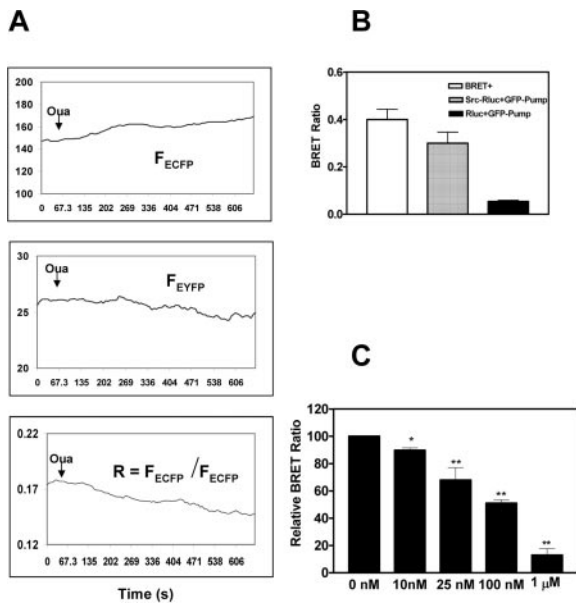 A
200
180
160
140
120
100
Oua
FECFP
0 67.3 135 202 269 336 404 471 538 606
30
25
20
Oua
FEYFP
0 67.3 135 202 269 336 404 471 538 606
0.22
0.17
0.12
Oua
R = FECFP / FECFP
0 67.3 135 202 269 336 404 471 538 606
Time (s)
B
BRET Ratio
0.6
0.4
0.2
0.0
BRET+
Src-Rluc+GFP-Pump
Rluc+GFP-Pump
C
Relative BRET Ratio
120
100
80
60
40
20
0
*
**
**
**
0 nM 10nM 25 nM 100 nM 1 µM